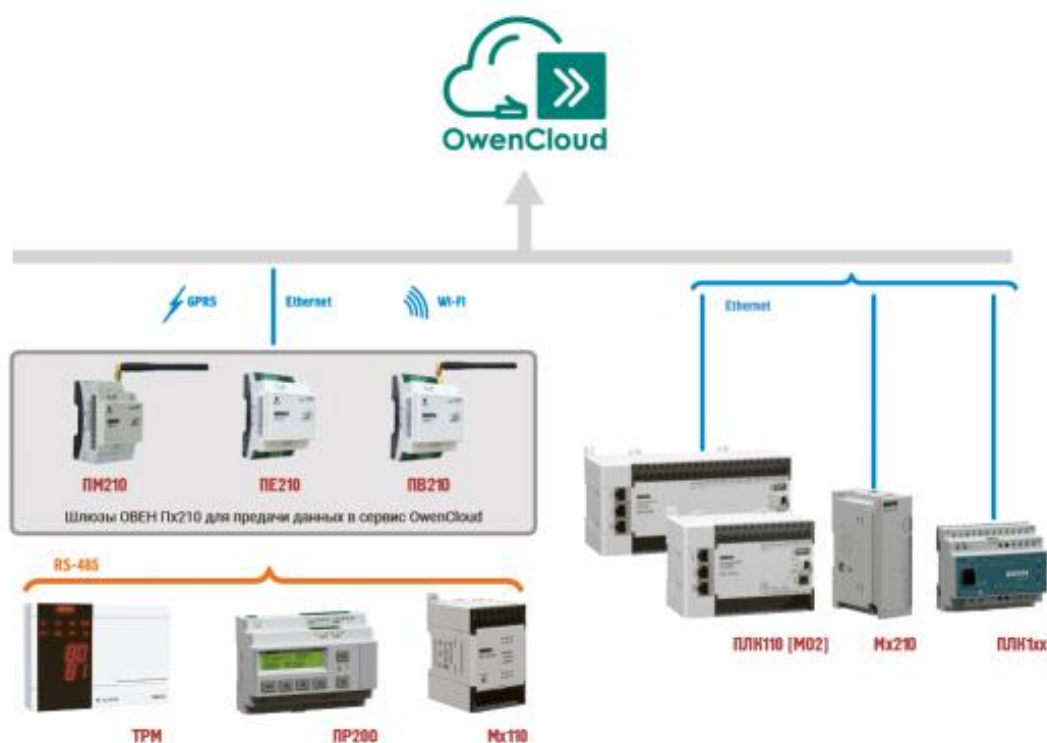 OwenCloud
GPRS
Ethernet
WI-FI
Ethernet
ПМ210
ПЕ210
ПВ210
Шлюзы ОВЕН Пх210 для предачи данных в сервис OwenCloud
RS-485
ПЛК110 [М02]
Мх210
ПЛК1хх
ТРМ
ПР200
Мх110